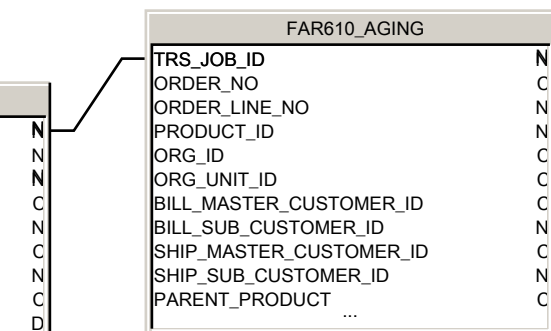 FAR610_AGING
TRS_JOB_ID N
ORDER_NO C
ORDER_LINE_NO N
PRODUCT_ID N
ORG_ID C
ORG_UNIT_ID C
BILL_MASTER_CUSTOMER_ID C
BILL_SUB_CUSTOMER_ID N
SHIP_MASTER_CUSTOMER_ID C
SHIP_SUB_CUSTOMER_ID N
PARENT_PRODUCT C
...
N
N
N
C
N
C
N
C
D